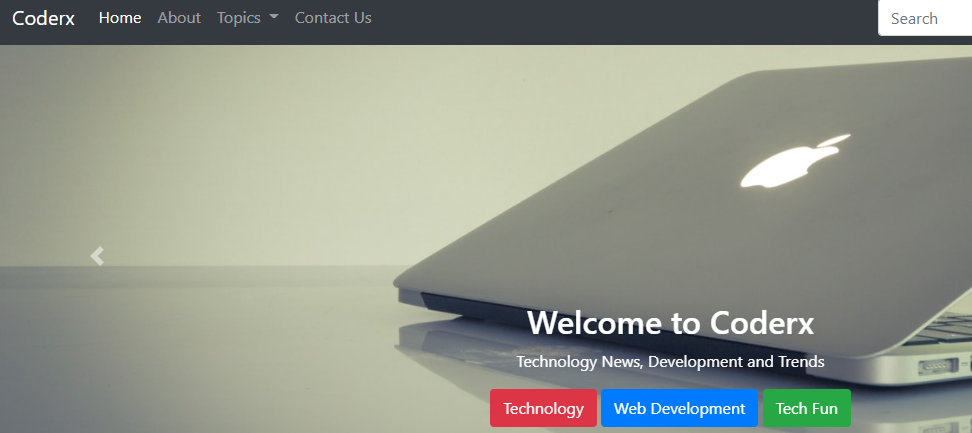 Coderx Home About Topics Contact Us Search
Welcome to Coderx
Technology News, Development and Trends
Technology Web Development Tech Fun